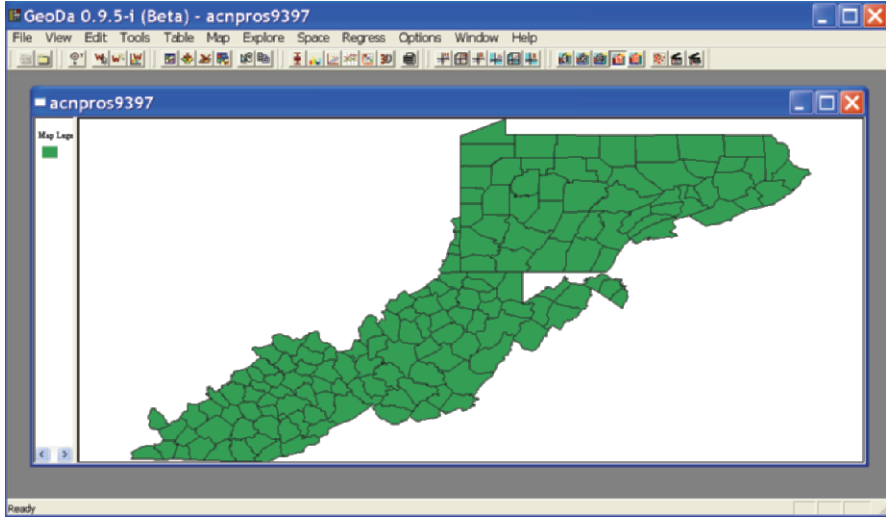 GeoDa 0.9.5-i (Beta) - acnpros9397
File View Edit Tools Table Map Explore Space Regress Options Window Help
acnpros9397
Map Lege
Ready